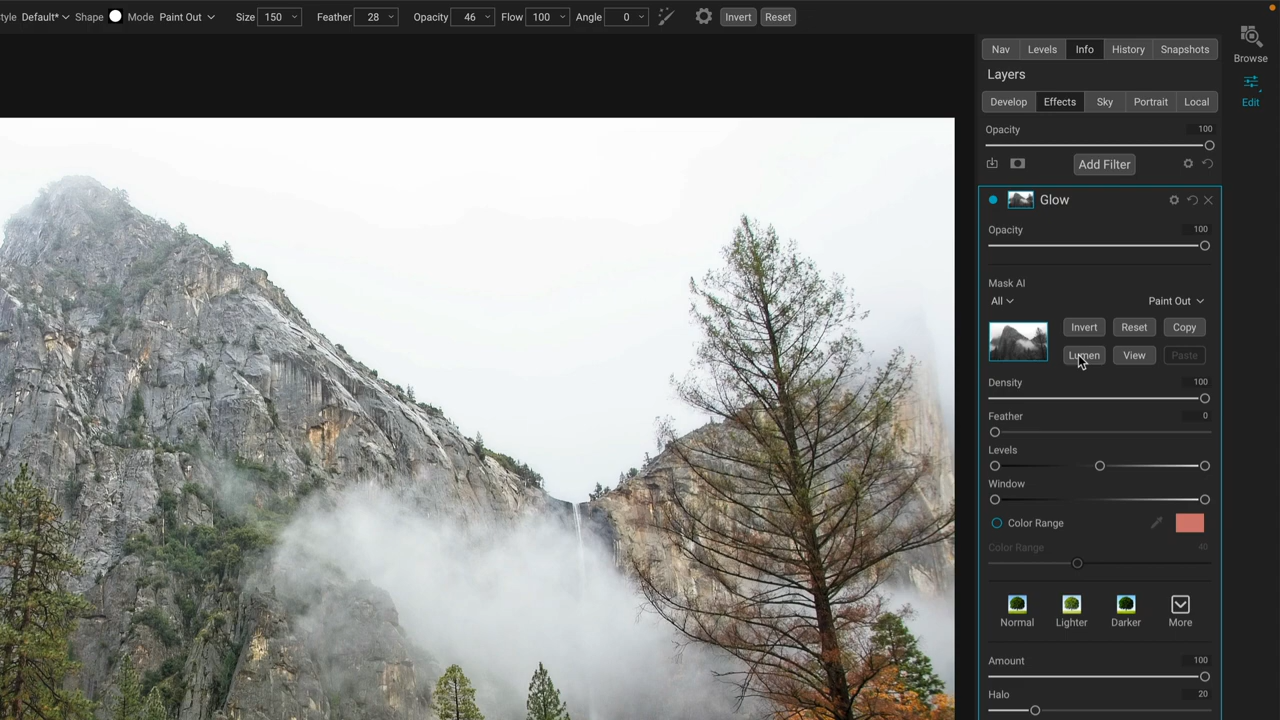 tyle Default* Shape Mode Paint Out Size 150 Feather 28 Opacity 46 Flow 100 Angle 0 Invert Reset
Nav Levels Info History Snapshots
Browse
Layers
Edit
Develop Effects Sky Portrait Local
Opacity 100
Add Filter
Glow
Opacity 100
Mask AI
All Paint Out
Invert Reset Copy
Lumen View Paste
Density 100
Feather 0
Levels
Window
Color Range
Color Range 40
Normal Lighter Darker More
Amount 100
Halo 20